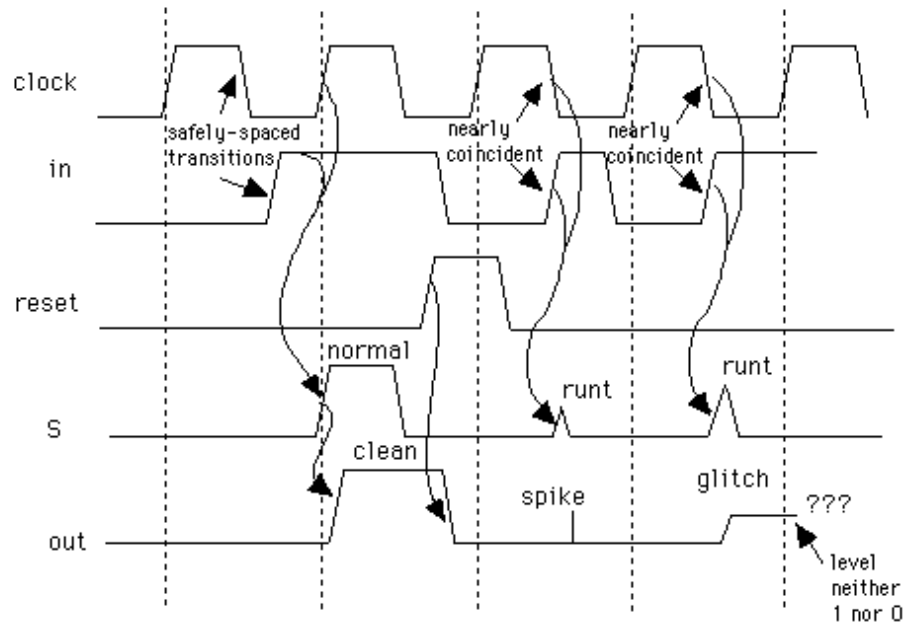 clock
safely-spaced
transitions
nearly
coincident
nearly
coincident
in
reset
normal
runt
runt
S
clean
spike
glitch
???
out
level
neither
1 nor 0